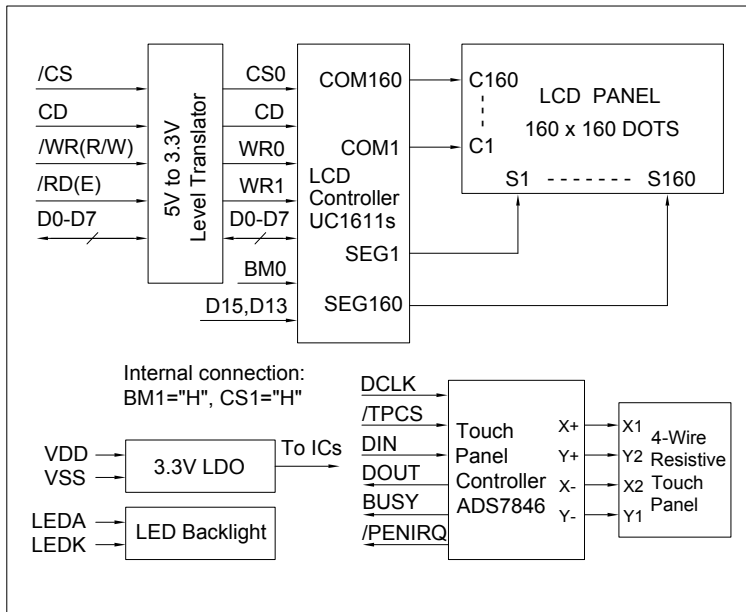 /CS
CD
/WR(R/W)
/RD(E)
D0-D7
5V to 3.3V
Level Translator
CS0
CD
WR0
WR1
D0-D7
BM0
D15,D13
COM160
COM1
LCD
Controller
UC1611s
SEG1
SEG160
C160
C1
LCD PANEL
160 x 160 DOTS
S1 - - - - - - - S160
Internal connection:
BM1="H", CS1="H"
VDD
VSS
3.3V LDO
To ICs
LEDA
LEDK
LED Backlight
DCLK
/TPCS
DIN
DOUT
BUSY
/PENIRQ
Touch
Panel
Controller
ADS7846
X+
Y+
X-
Y-
X1
Y2
X2
Y1
4-Wire
Resistive
Touch
Panel